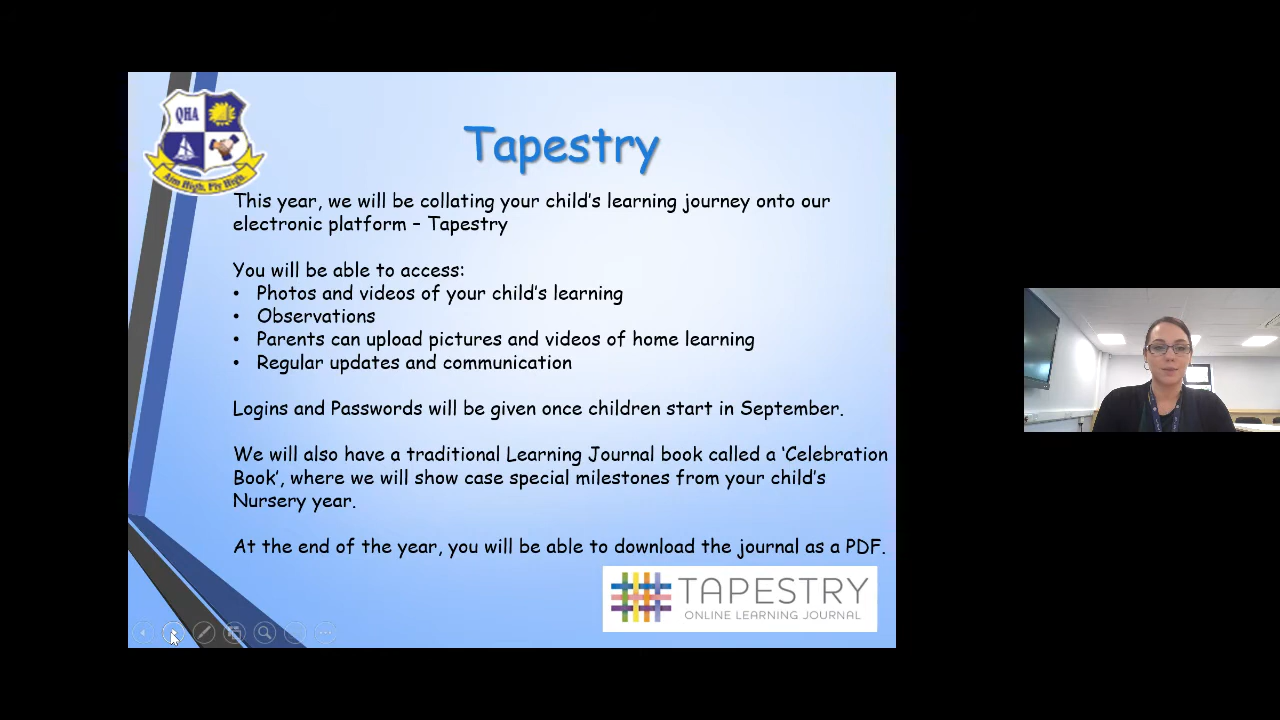 QHA
Aim High, Fly High.
Tapestry
This year, we will be collating your child's learning journey onto our
electronic platform – Tapestry
You will be able to access:
• Photos and videos of your child's learning
• Observations
• Parents can upload pictures and videos of home learning
• Regular updates and communication
Logins and Passwords will be given once children start in September.
We will also have a traditional Learning Journal book called a 'Celebration
Book', where we will show case special milestones from your child's
Nursery year.
At the end of the year, you will be able to download the journal as a PDF.
TAPESTRY
ONLINE LEARNING JOURNAL